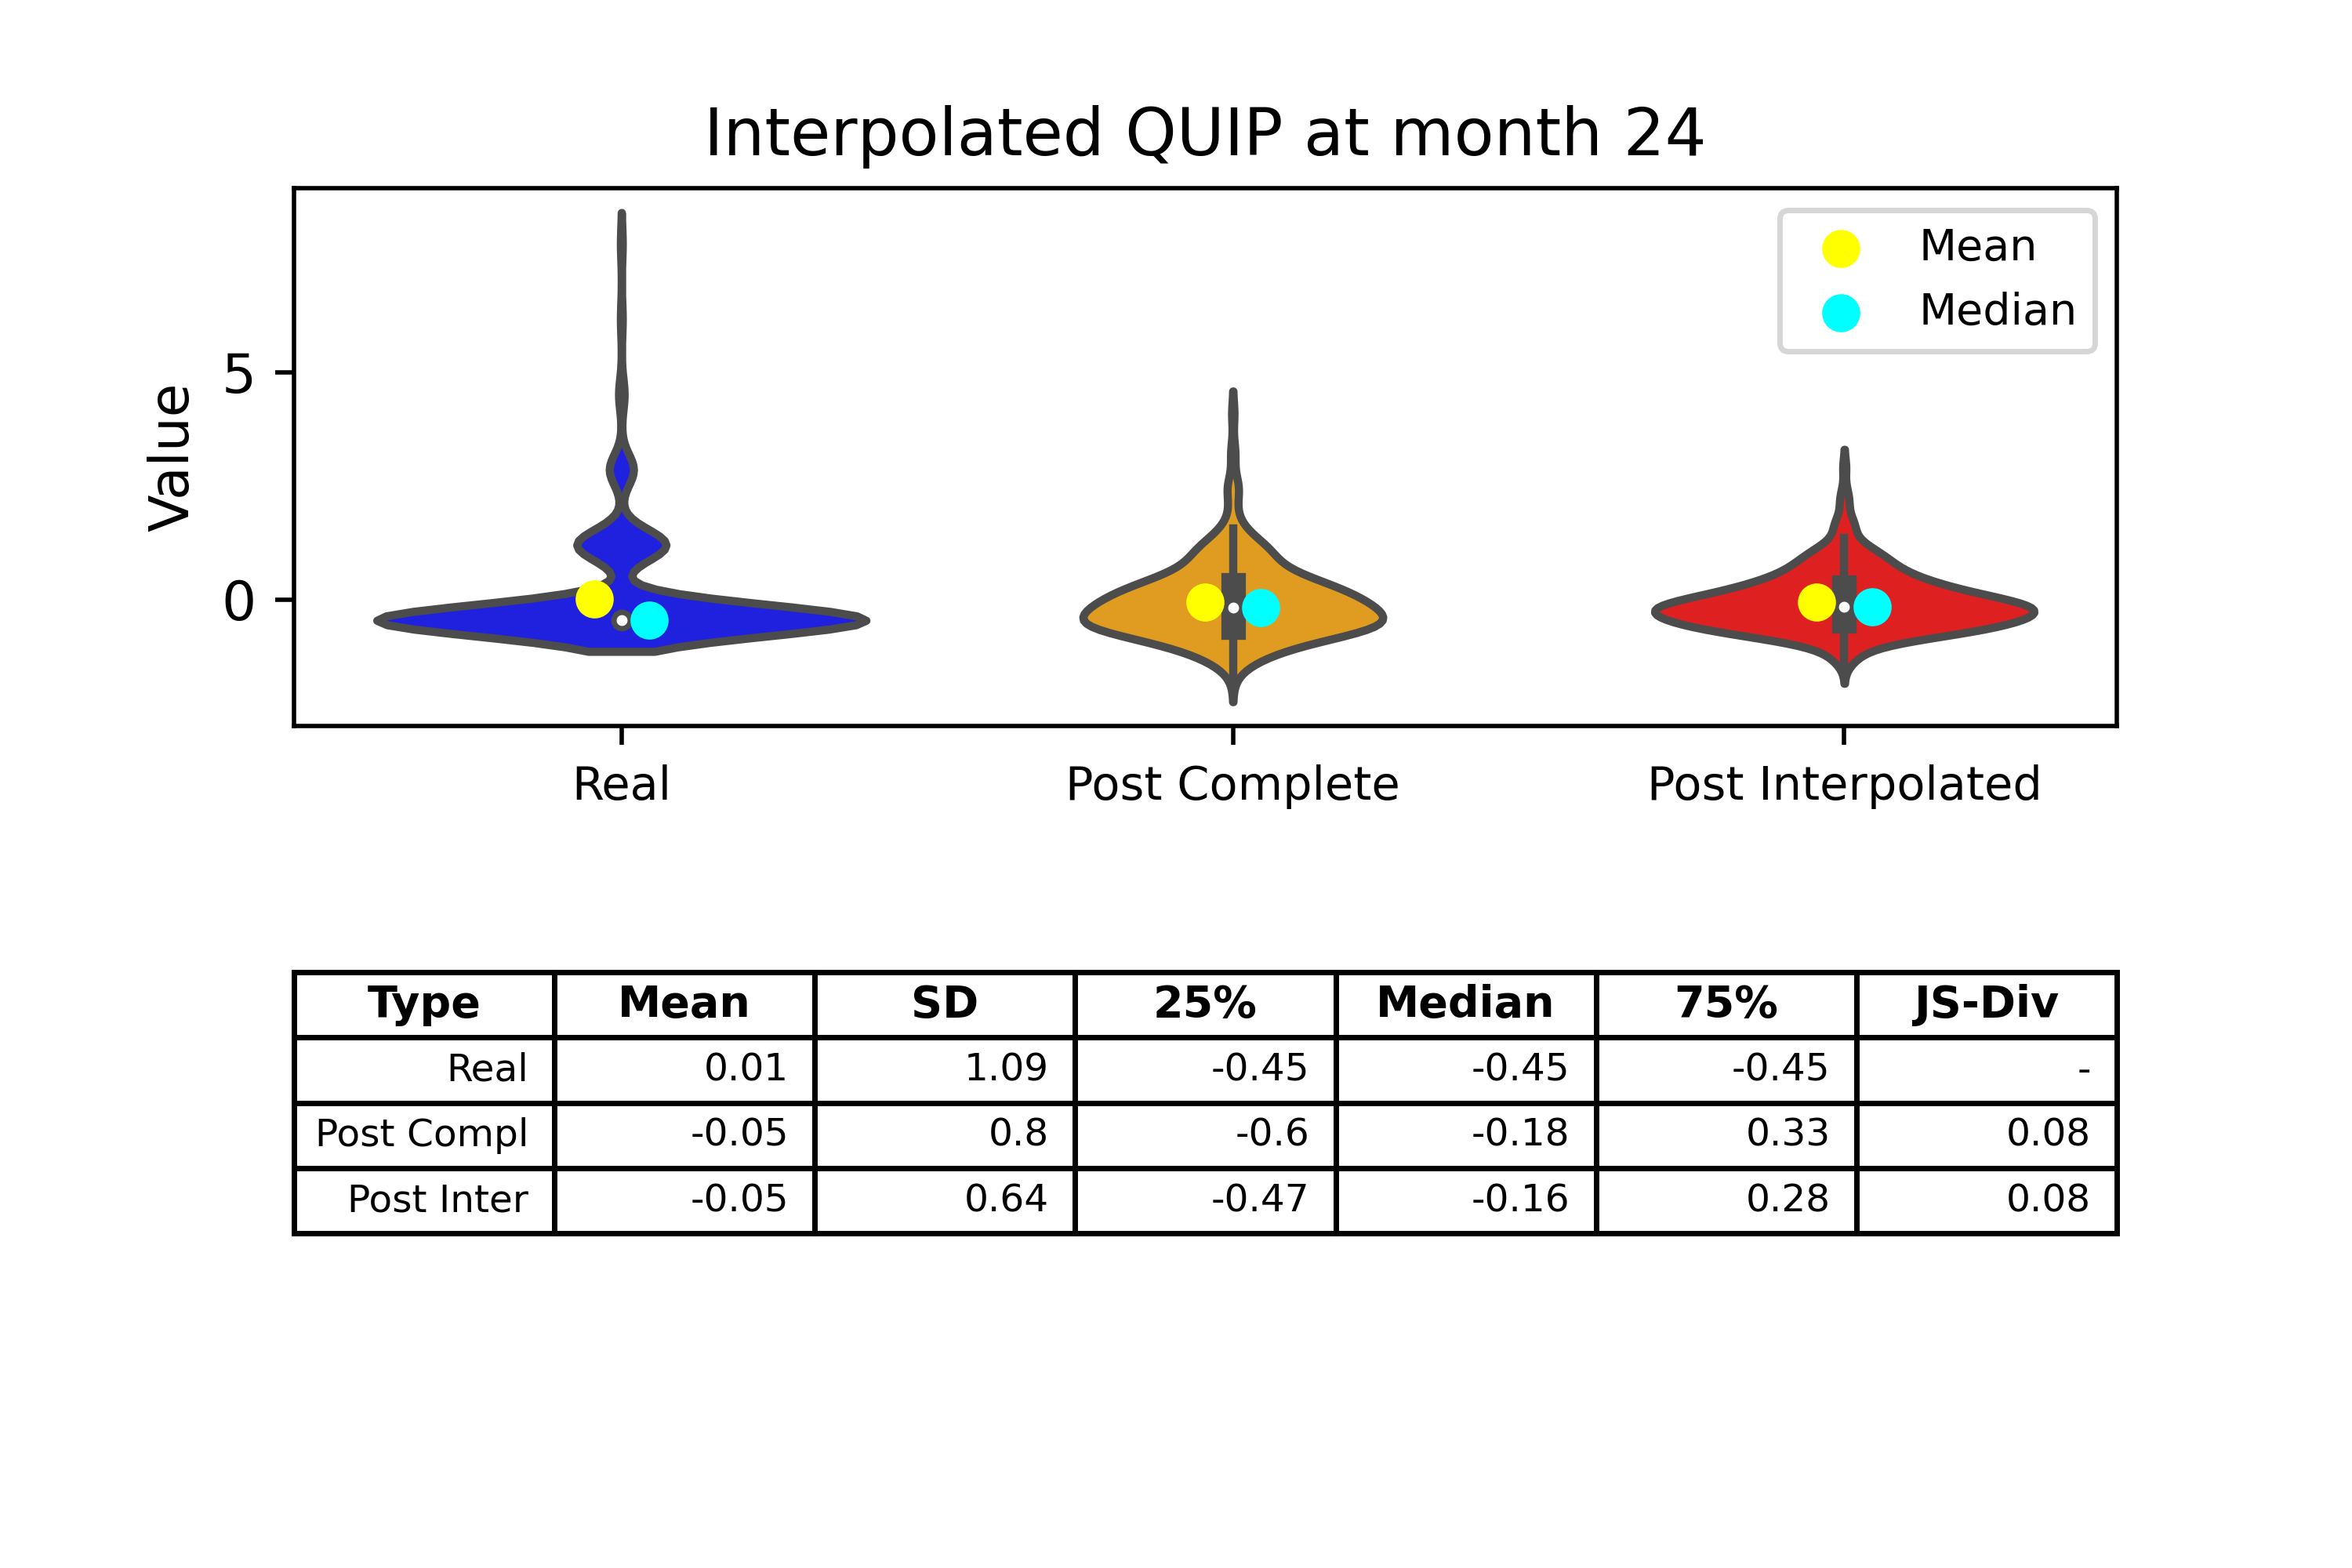 Interpolated QUIP at month 24
Mean
Median
5
0
Value
Real Post Complete Post Interpolated
Type Mean SD 25% Median 75% JS-Div
Real 0.01 1.09 -0.45 -0.45 -0.45 -
Post Compl -0.05 0.8 -0.6 -0.18 0.33 0.08
Post Inter -0.05 0.64 -0.47 -0.16 0.28 0.08